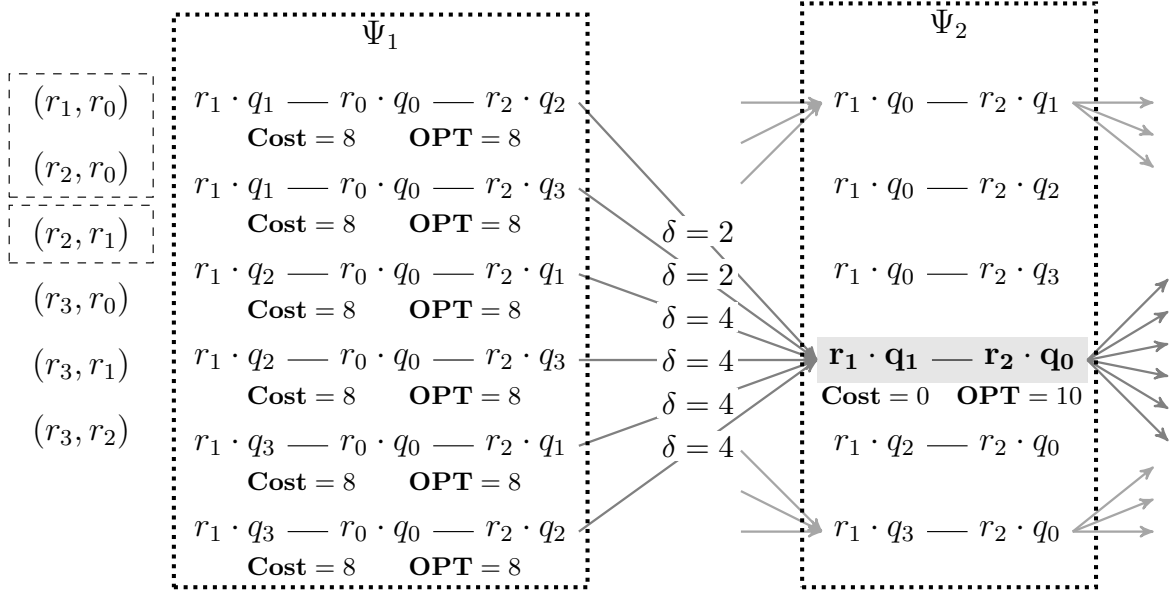 (r₁, r₀)
(r₂, r₀)
(r₂, r₁)
(r₃, r₀)
(r₃, r₁)
(r₃, r₂)
Ψ₁
r₁ · q₁ — r₀ · q₀ — r₂ · q₂
Cost = 8 OPT = 8
r₁ · q₁ — r₀ · q₀ — r₂ · q₃
Cost = 8 OPT = 8
r₁ · q₂ — r₀ · q₀ — r₂ · q₁
Cost = 8 OPT = 8
r₁ · q₂ — r₀ · q₀ — r₂ · q₃
Cost = 8 OPT = 8
r₁ · q₃ — r₀ · q₀ — r₂ · q₁
Cost = 8 OPT = 8
r₁ · q₃ — r₀ · q₀ — r₂ · q₂
Cost = 8 OPT = 8
δ = 2
δ = 2
δ = 4
δ = 4
δ = 4
δ = 4
Ψ₂
r₁ · q₀ — r₂ · q₁
r₁ · q₀ — r₂ · q₂
r₁ · q₀ — r₂ · q₃
r₁ · q₁ — r₂ · q₀
Cost = 0 OPT = 10
r₁ · q₂ — r₂ · q₀
r₁ · q₃ — r₂ · q₀